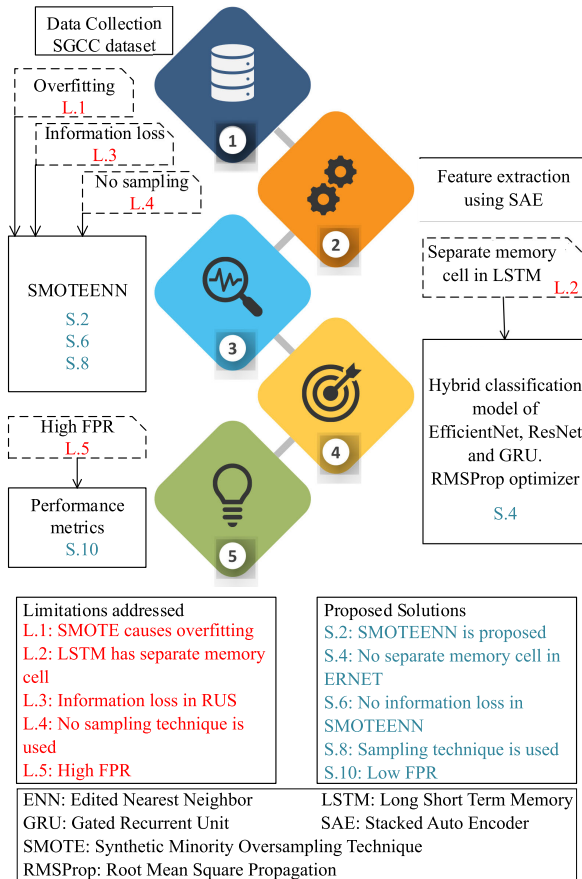 Data Collection
SGCC dataset
Overfitting
L.1
Information loss
L.3
No sampling
L.4
SMOTEENN
S.2
S.6
S.8
High FPR
L.5
Performance
metrics
S.10
1
2
3
4
5
Feature extraction
using SAE
Separate memory
cell in LSTM
L.2
Hybrid classification
model of
EfficientNet, ResNet
and GRU.
RMSProp optimizer
S.4
Limitations addressed
L.1: SMOTE causes overfitting
L.2: LSTM has separate memory
cell
L.3: Information loss in RUS
L.4: No sampling technique is
used
L.5: High FPR
Proposed Solutions
S.2: SMOTEENN is proposed
S.4: No separate memory cell in
ERNET
S.6: No information loss in
SMOTEENN
S.8: Sampling technique is used
S.10: Low FPR
ENN: Edited Nearest Neighbor LSTM: Long Short Term Memory
GRU: Gated Recurrent Unit SAE: Stacked Auto Encoder
SMOTE: Synthetic Minority Oversampling Technique
RMSProp: Root Mean Square Propagation